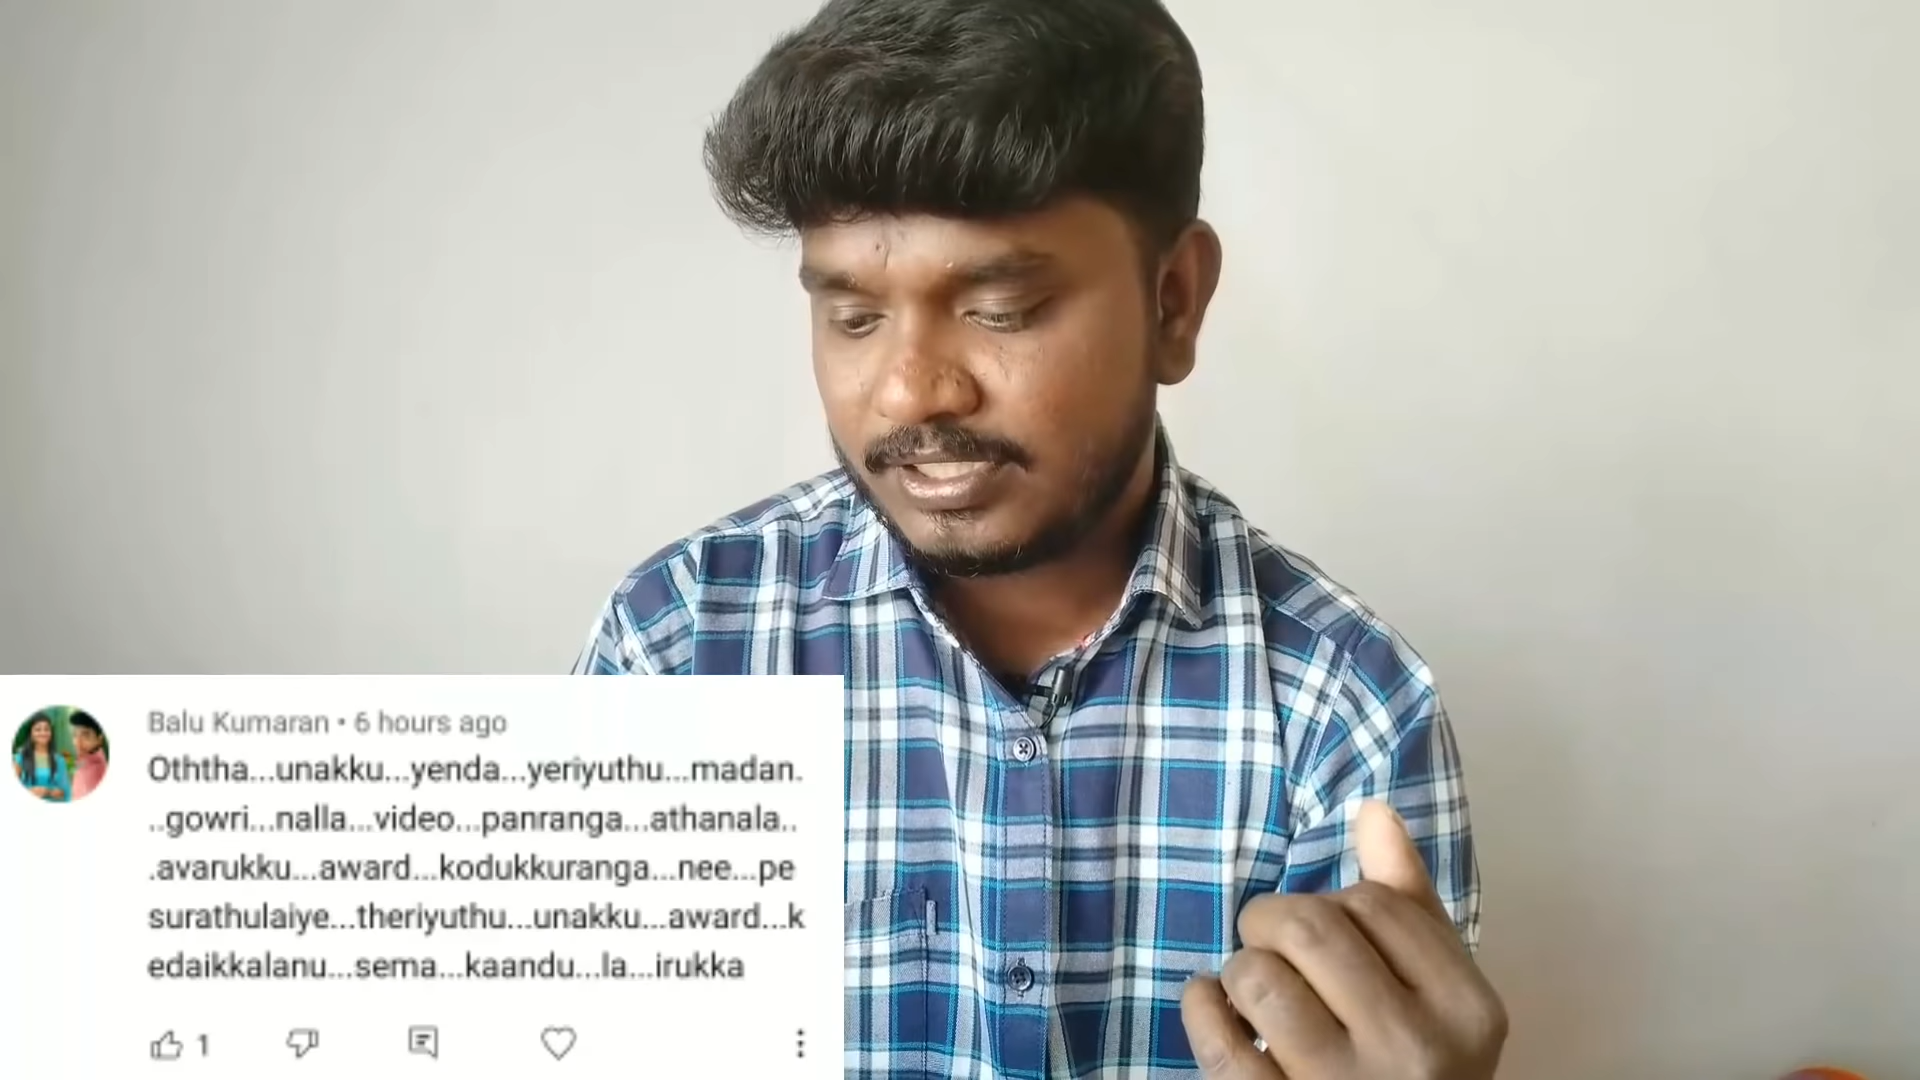 Balu Kumaran • 6 hours ago
Oththa...unakku...yenda...yeriyuthu...madan.
..gowri...nalla...video...panranga...athanala..
.avarukku...award...kodukkuranga...nee...pe
surathulaiye...theriyuthu...unakku...award...k
edaikkalanu...sema...kaandu...la...irukka
1